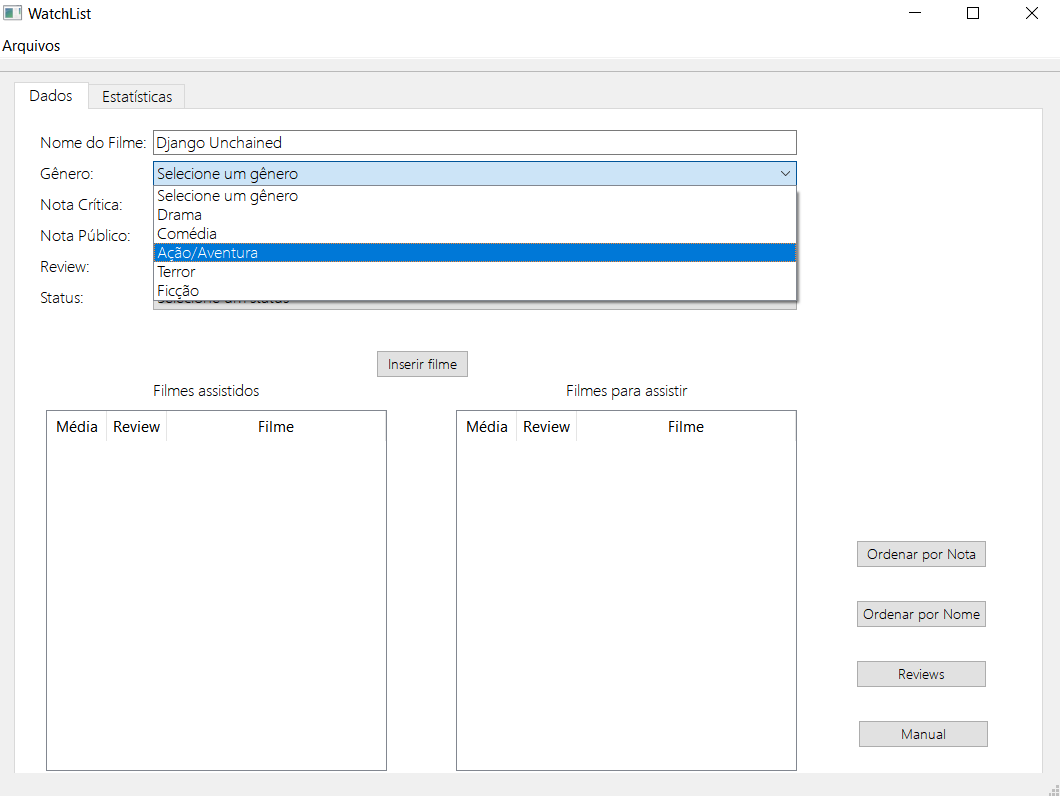 WatchList
Arquivos
Dados Estatísticas
Nome do Filme: Django Unchained
Gênero: Selecione um gênero
Selecione um gênero
Nota Crítica:
Drama
Comédia
Nota Público:
Ação/Aventura
Review:
Terror
Ficção
Status:
Inserir filme
Filmes assistidos Filmes para assistir
Média Review Filme Média Review Filme
Ordenar por Nota
Ordenar por Nome
Reviews
Manual